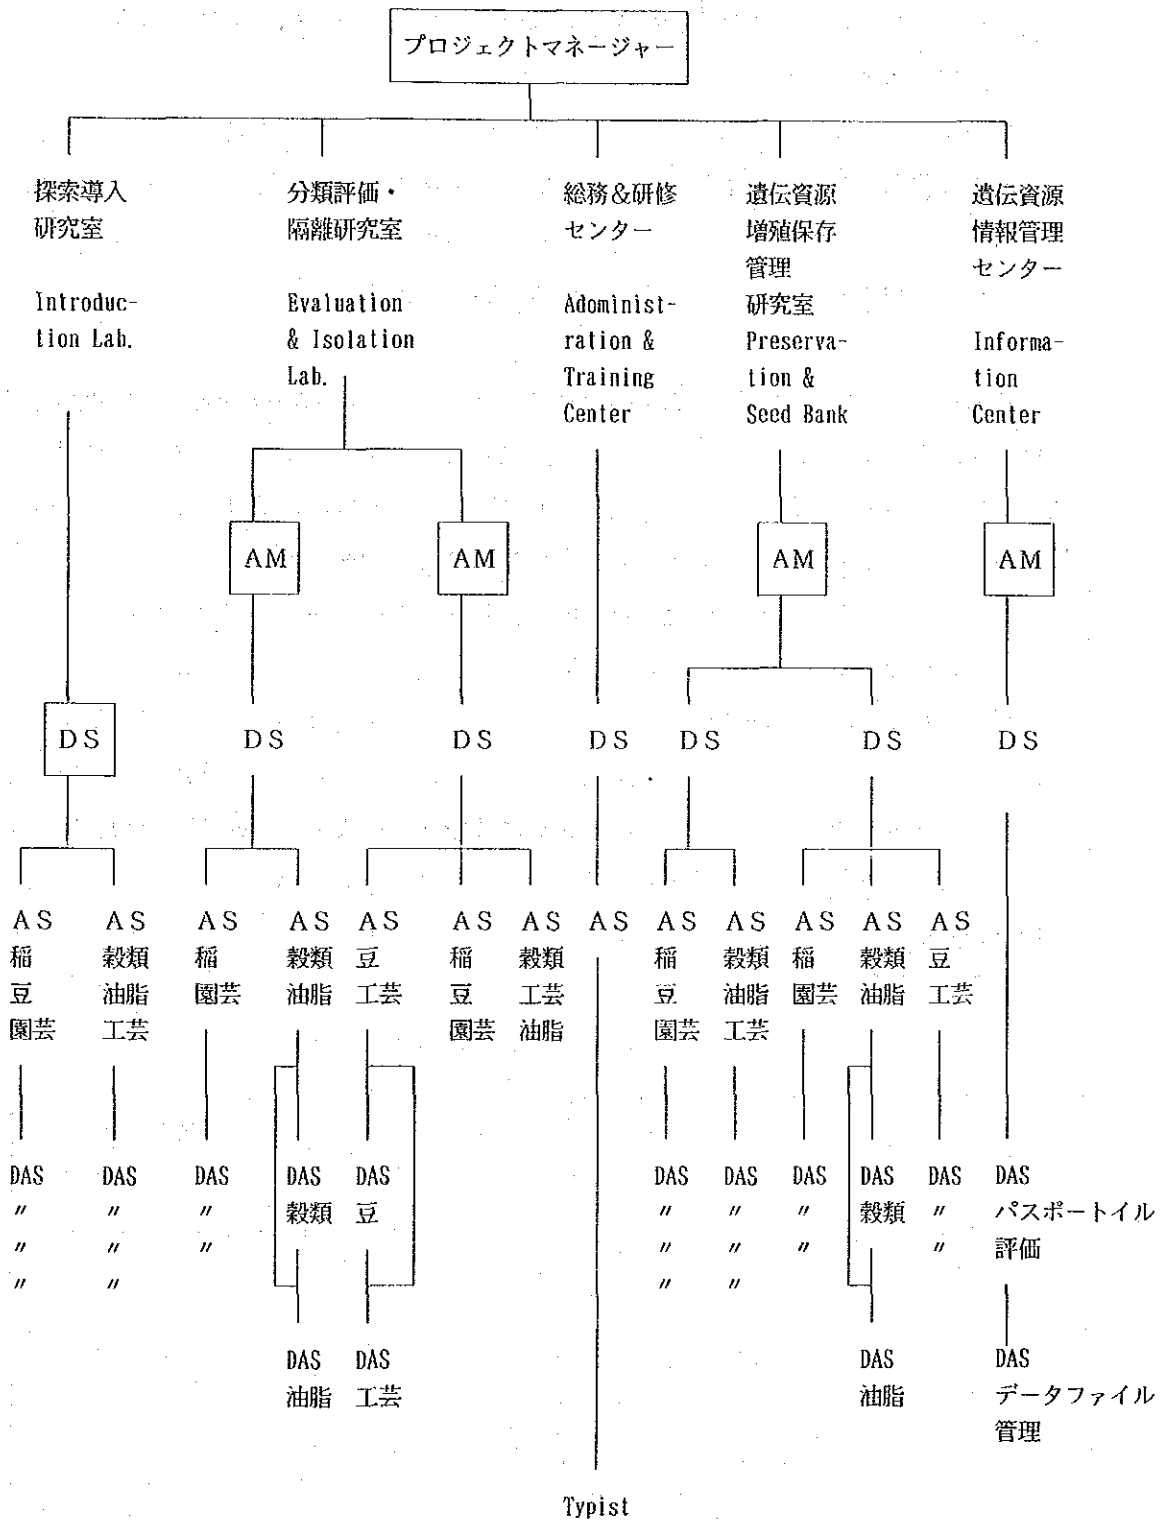 プロジェクトマネージャー
探索導入
研究室
Introduc-
tion Lab.
分類評価・
隔離研究室
Evaluation
& Isolation
Lab.
総務&研修
センター
Adominist-
ration &
Training
Center
遺伝資源
増殖保存
管理
研究室
Preserva-
tion &
Seed Bank
遺伝資源
情報管理
センター
Informa-
tion
Center
AM
AM
AM
AM
DS
DS
DS
DS
DS
DS
DS
AS
稲
豆
園芸
AS
穀類
油脂
工芸
AS
稲
園芸
AS
穀類
油脂
AS
豆
工芸
AS
稲
豆
園芸
AS
穀類
工芸
油脂
AS
AS
稲
豆
園芸
AS
穀類
油脂
工芸
AS
稲
園芸
AS
穀類
油脂
AS
豆
工芸
DAS
〃
〃
〃
DAS
〃
〃
〃
DAS
〃
〃
DAS
穀類
DAS
豆
DAS
〃
〃
〃
DAS
〃
〃
〃
DAS
〃
〃
DAS
穀類
DAS
〃
〃
DAS
パスポートイル
評価
DAS
油脂
DAS
工芸
DAS
油脂
DAS
データファイル
管理
Typist